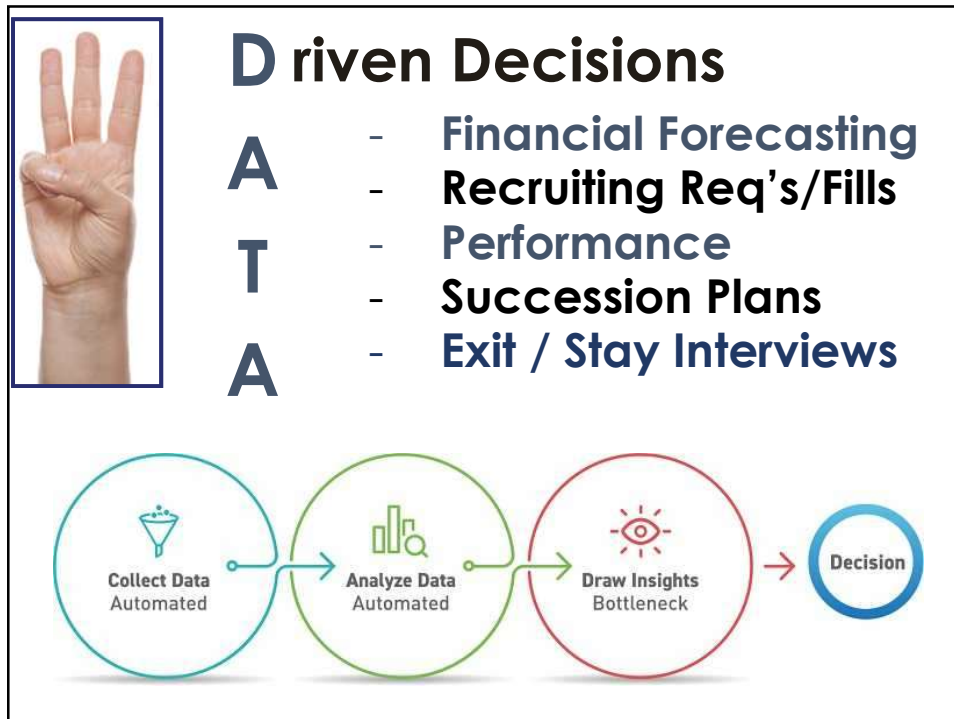 D riven Decisions
A
T
A
- Financial Forecasting
- Recruiting Req's/Fills
- Performance
- Succession Plans
- Exit / Stay Interviews
Collect Data
Automated
Analyze Data
Automated
Draw Insights
Bottleneck
Decision